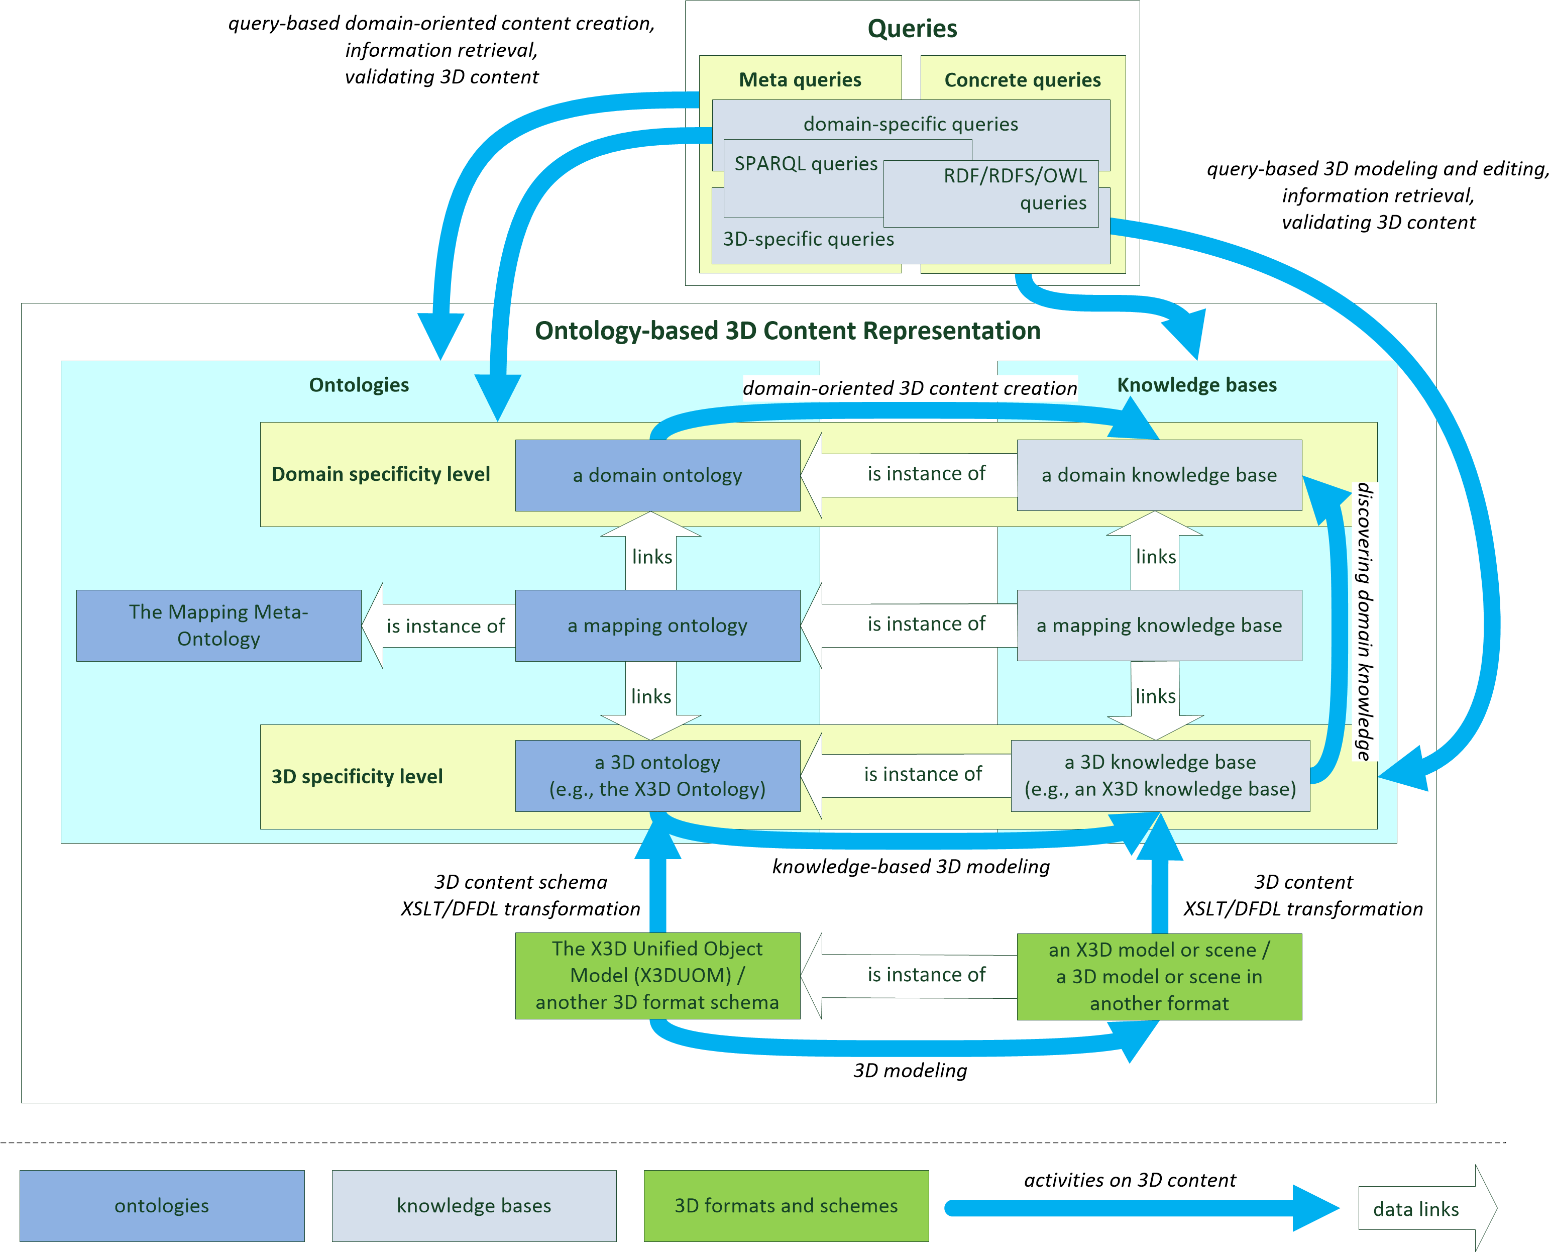 query-based domain-oriented content creation,
information retrieval,
validating 3D content
Queries
Meta queries
Concrete queries
domain-specific queries
SPARQL queries
RDF/RDFS/OWL
queries
3D-specific queries
query-based 3D modeling and editing,
information retrieval,
validating 3D content
Ontology-based 3D Content Representation
Ontologies
Knowledge bases
domain-oriented 3D content creation
Domain specificity level
a domain ontology
is instance of
a domain knowledge base
links
links
discovering domain knowledge
The Mapping Meta-
Ontology
is instance of
a mapping ontology
is instance of
a mapping knowledge base
links
links
3D specificity level
a 3D ontology
(e.g., the X3D Ontology)
is instance of
a 3D knowledge base
(e.g., an X3D knowledge base)
knowledge-based 3D modeling
3D content schema
XSLT/DFDL transformation
3D content
XSLT/DFDL transformation
The X3D Unified Object
Model (X3DUOM) /
another 3D format schema
is instance of
an X3D model or scene /
a 3D model or scene in
another format
3D modeling
ontologies
knowledge bases
3D formats and schemes
activities on 3D content
data links